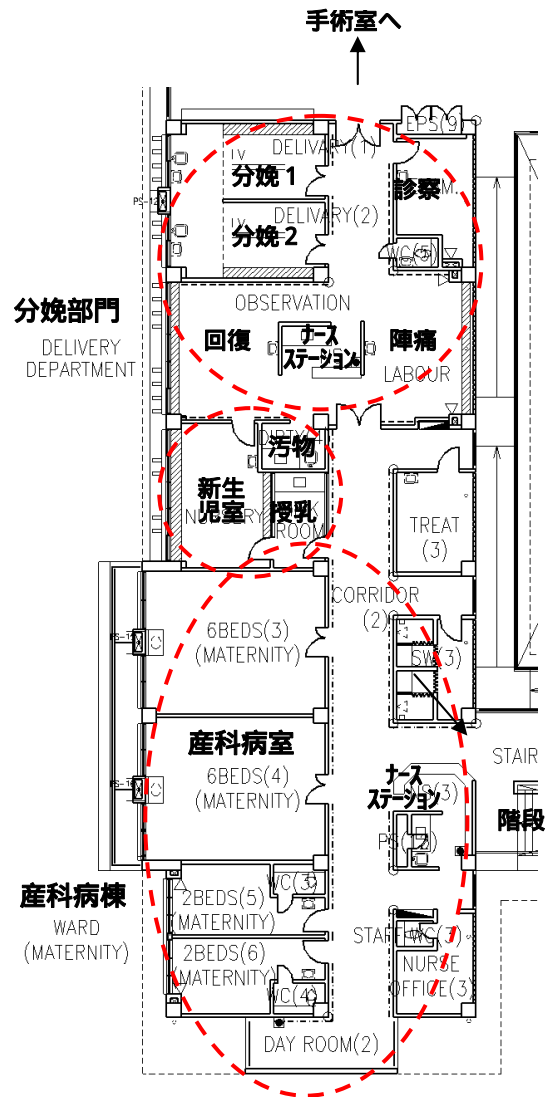 手術室へ
EPS(9)
DELIVARY(1)
分娩1
診察
PS-12
DELIVARY(2)
分娩2
WC(5)
OBSERVATION
分娩部門
DELIVERY
DEPARTMENT
回復
ナース
ステーション
陣痛
LABOUR
汚物
新生
児室
授乳
ROOM
TREAT
(3)
CORRIDOR
(2)
6BEDS(3)
(MATERNITY)
SW(3)
産科病室
6BEDS(4)
(MATERNITY)
ナース
ステーション
STAIR
階段
産科病棟
WARD
(MATERNITY)
WC(3)
2BEDS(5)
(MATERNITY)
2BEDS(6)
(MATERNITY)
WC(4)
STAFF WC(3)
NURSE
OFFICE(3)
DAY ROOM(2)